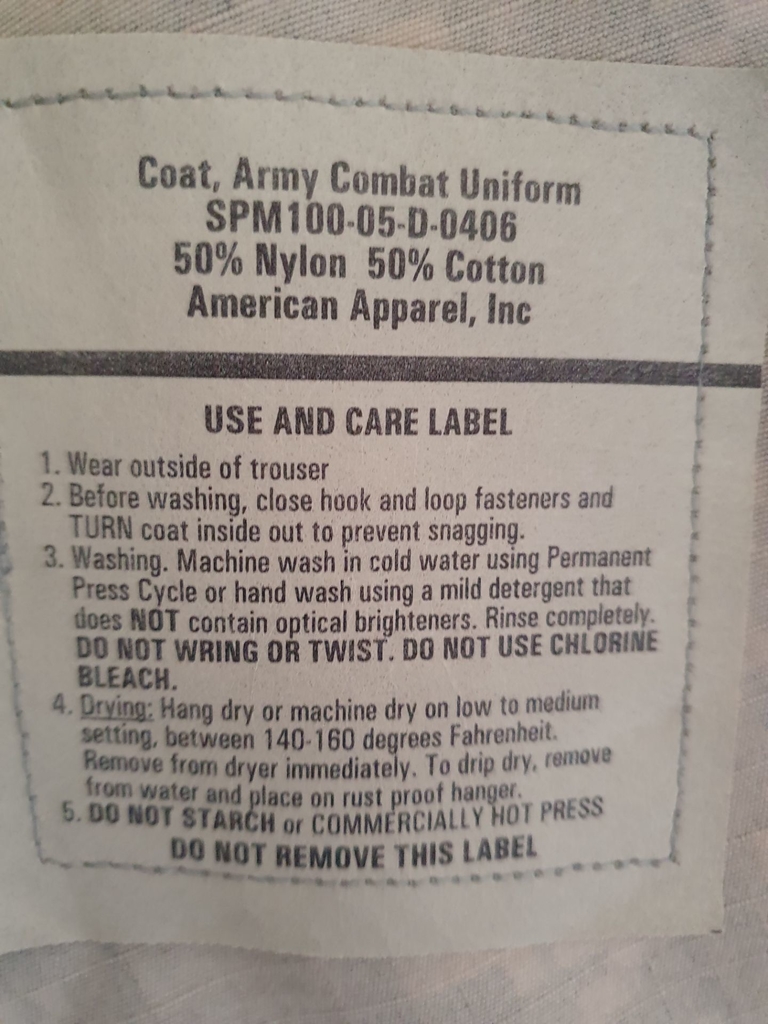 Coat, Army Combat Uniform
SPM100-05-D-0406
50% Nylon 50% Cotton
American Apparel, Inc
USE AND CARE LABEL
1. Wear outside of trouser
2. Before washing, close hook and loop fasteners and
TURN coat inside out to prevent snagging.
3. Washing. Machine wash in cold water using Permanent
Press Cycle or hand wash using a mild detergent that
does NOT contain optical brighteners. Rinse completely.
DO NOT WRING OR TWIST. DO NOT USE CHLORINE
BLEACH.
4. Drying: Hang dry or machine dry on low to medium
setting, between 140-160 degrees Fahrenheit.
Remove from dryer immediately. To drip dry, remove
from water and place on rust proof hanger.
5. DO NOT STARCH or COMMERCIALLY HOT PRESS
DO NOT REMOVE THIS LABEL